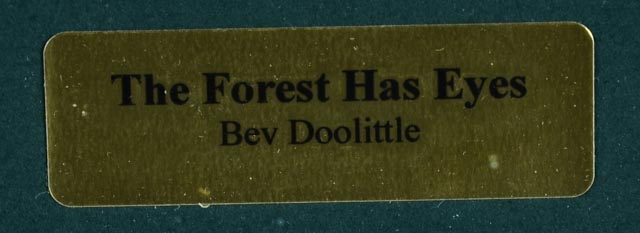 The Forest Has Eyes
Bev Doolittle